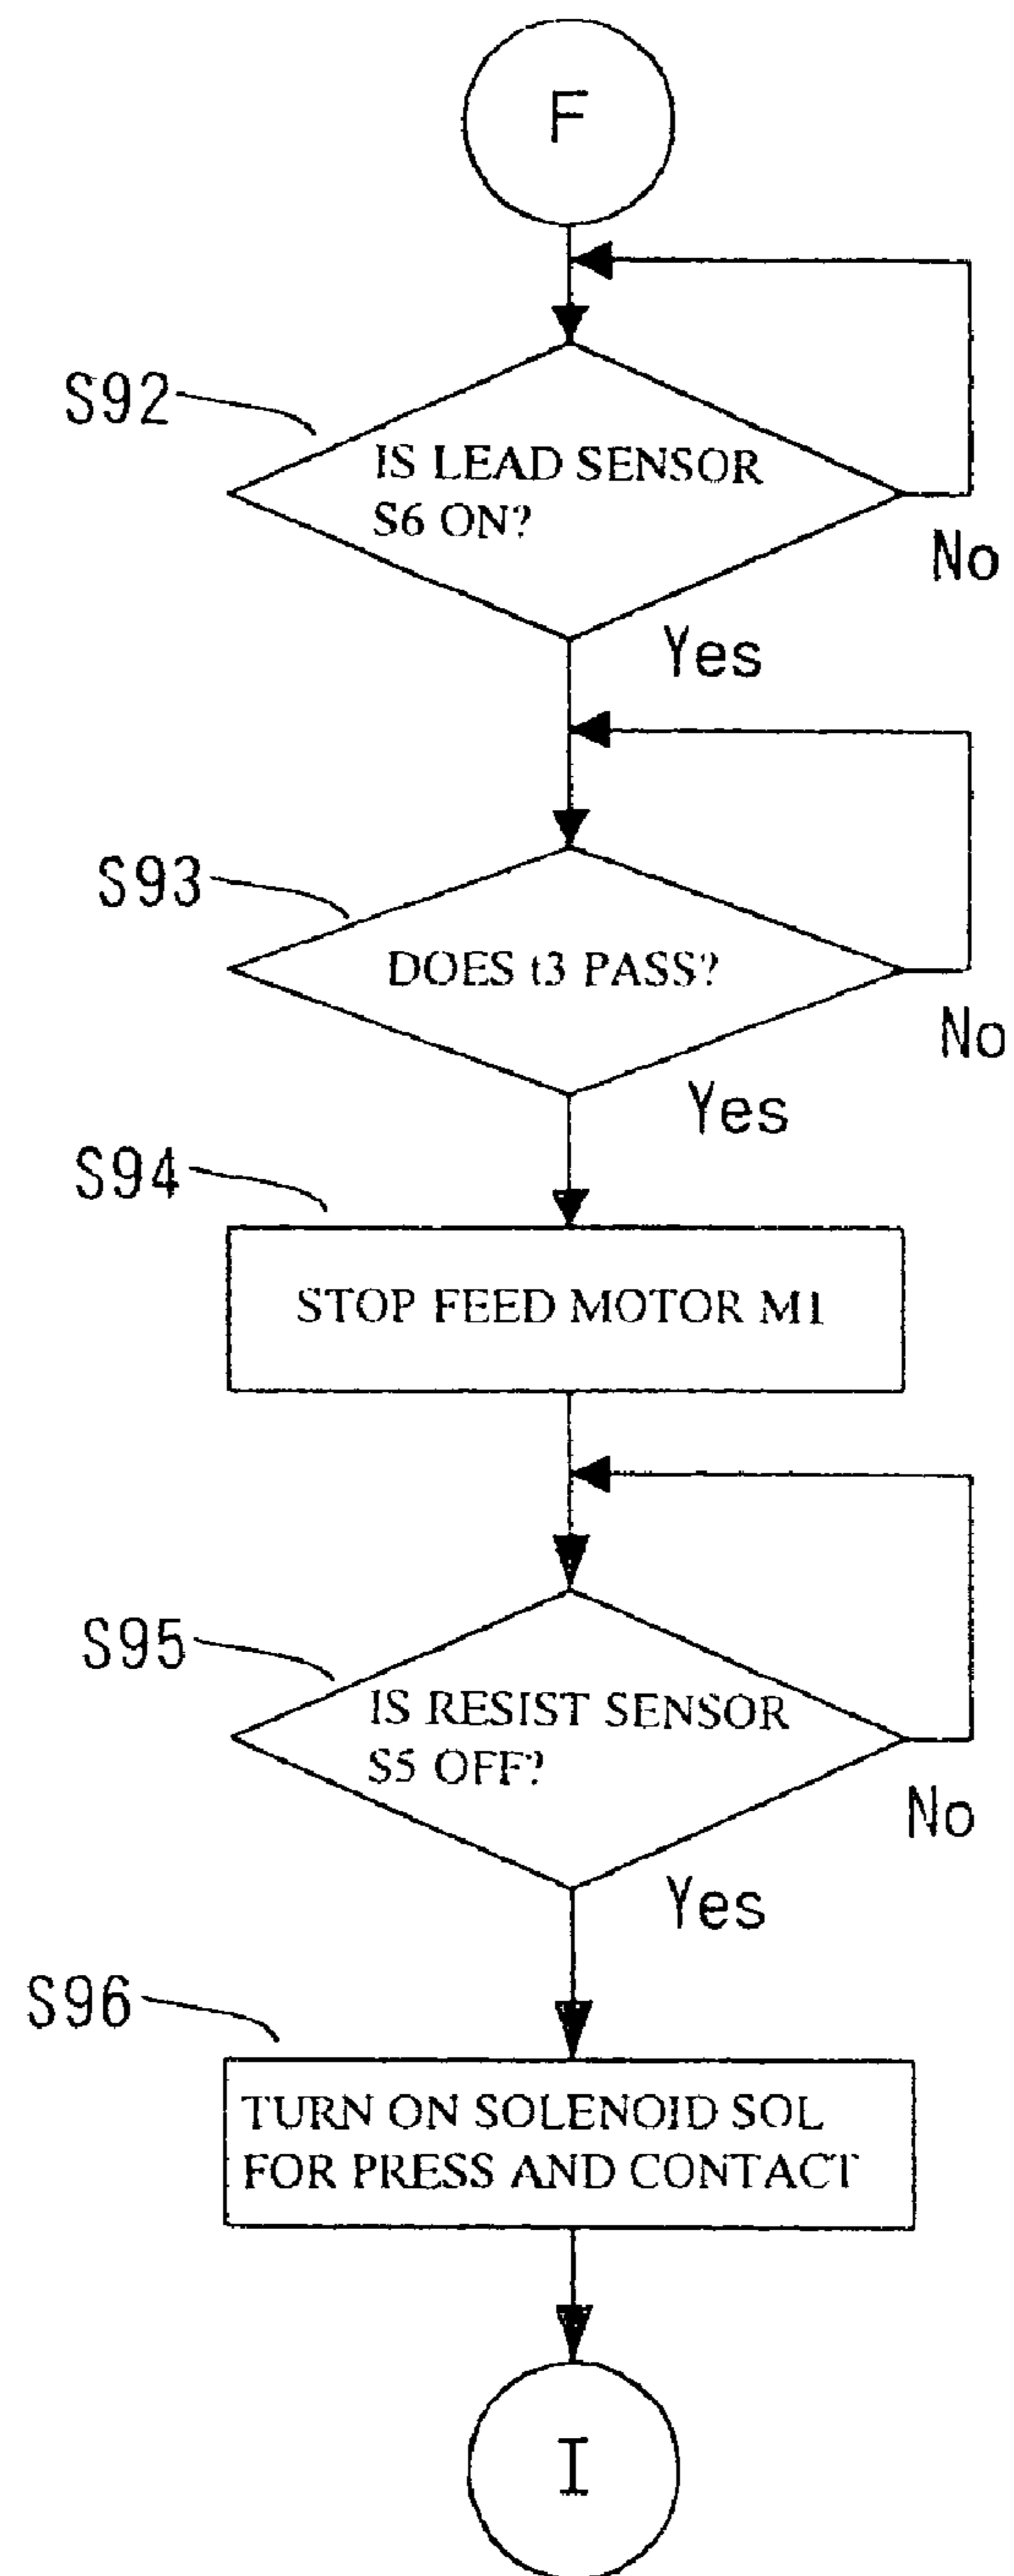 F
S92
IS LEAD SENSOR
S6 ON?
No
Yes
S93
DOES t3 PASS?
No
Yes
S94
STOP FEED MOTOR M1
S95
IS RESIST SENSOR
S5 OFF?
No
Yes
S96
TURN ON SOLENOID SOL
FOR PRESS AND CONTACT
I